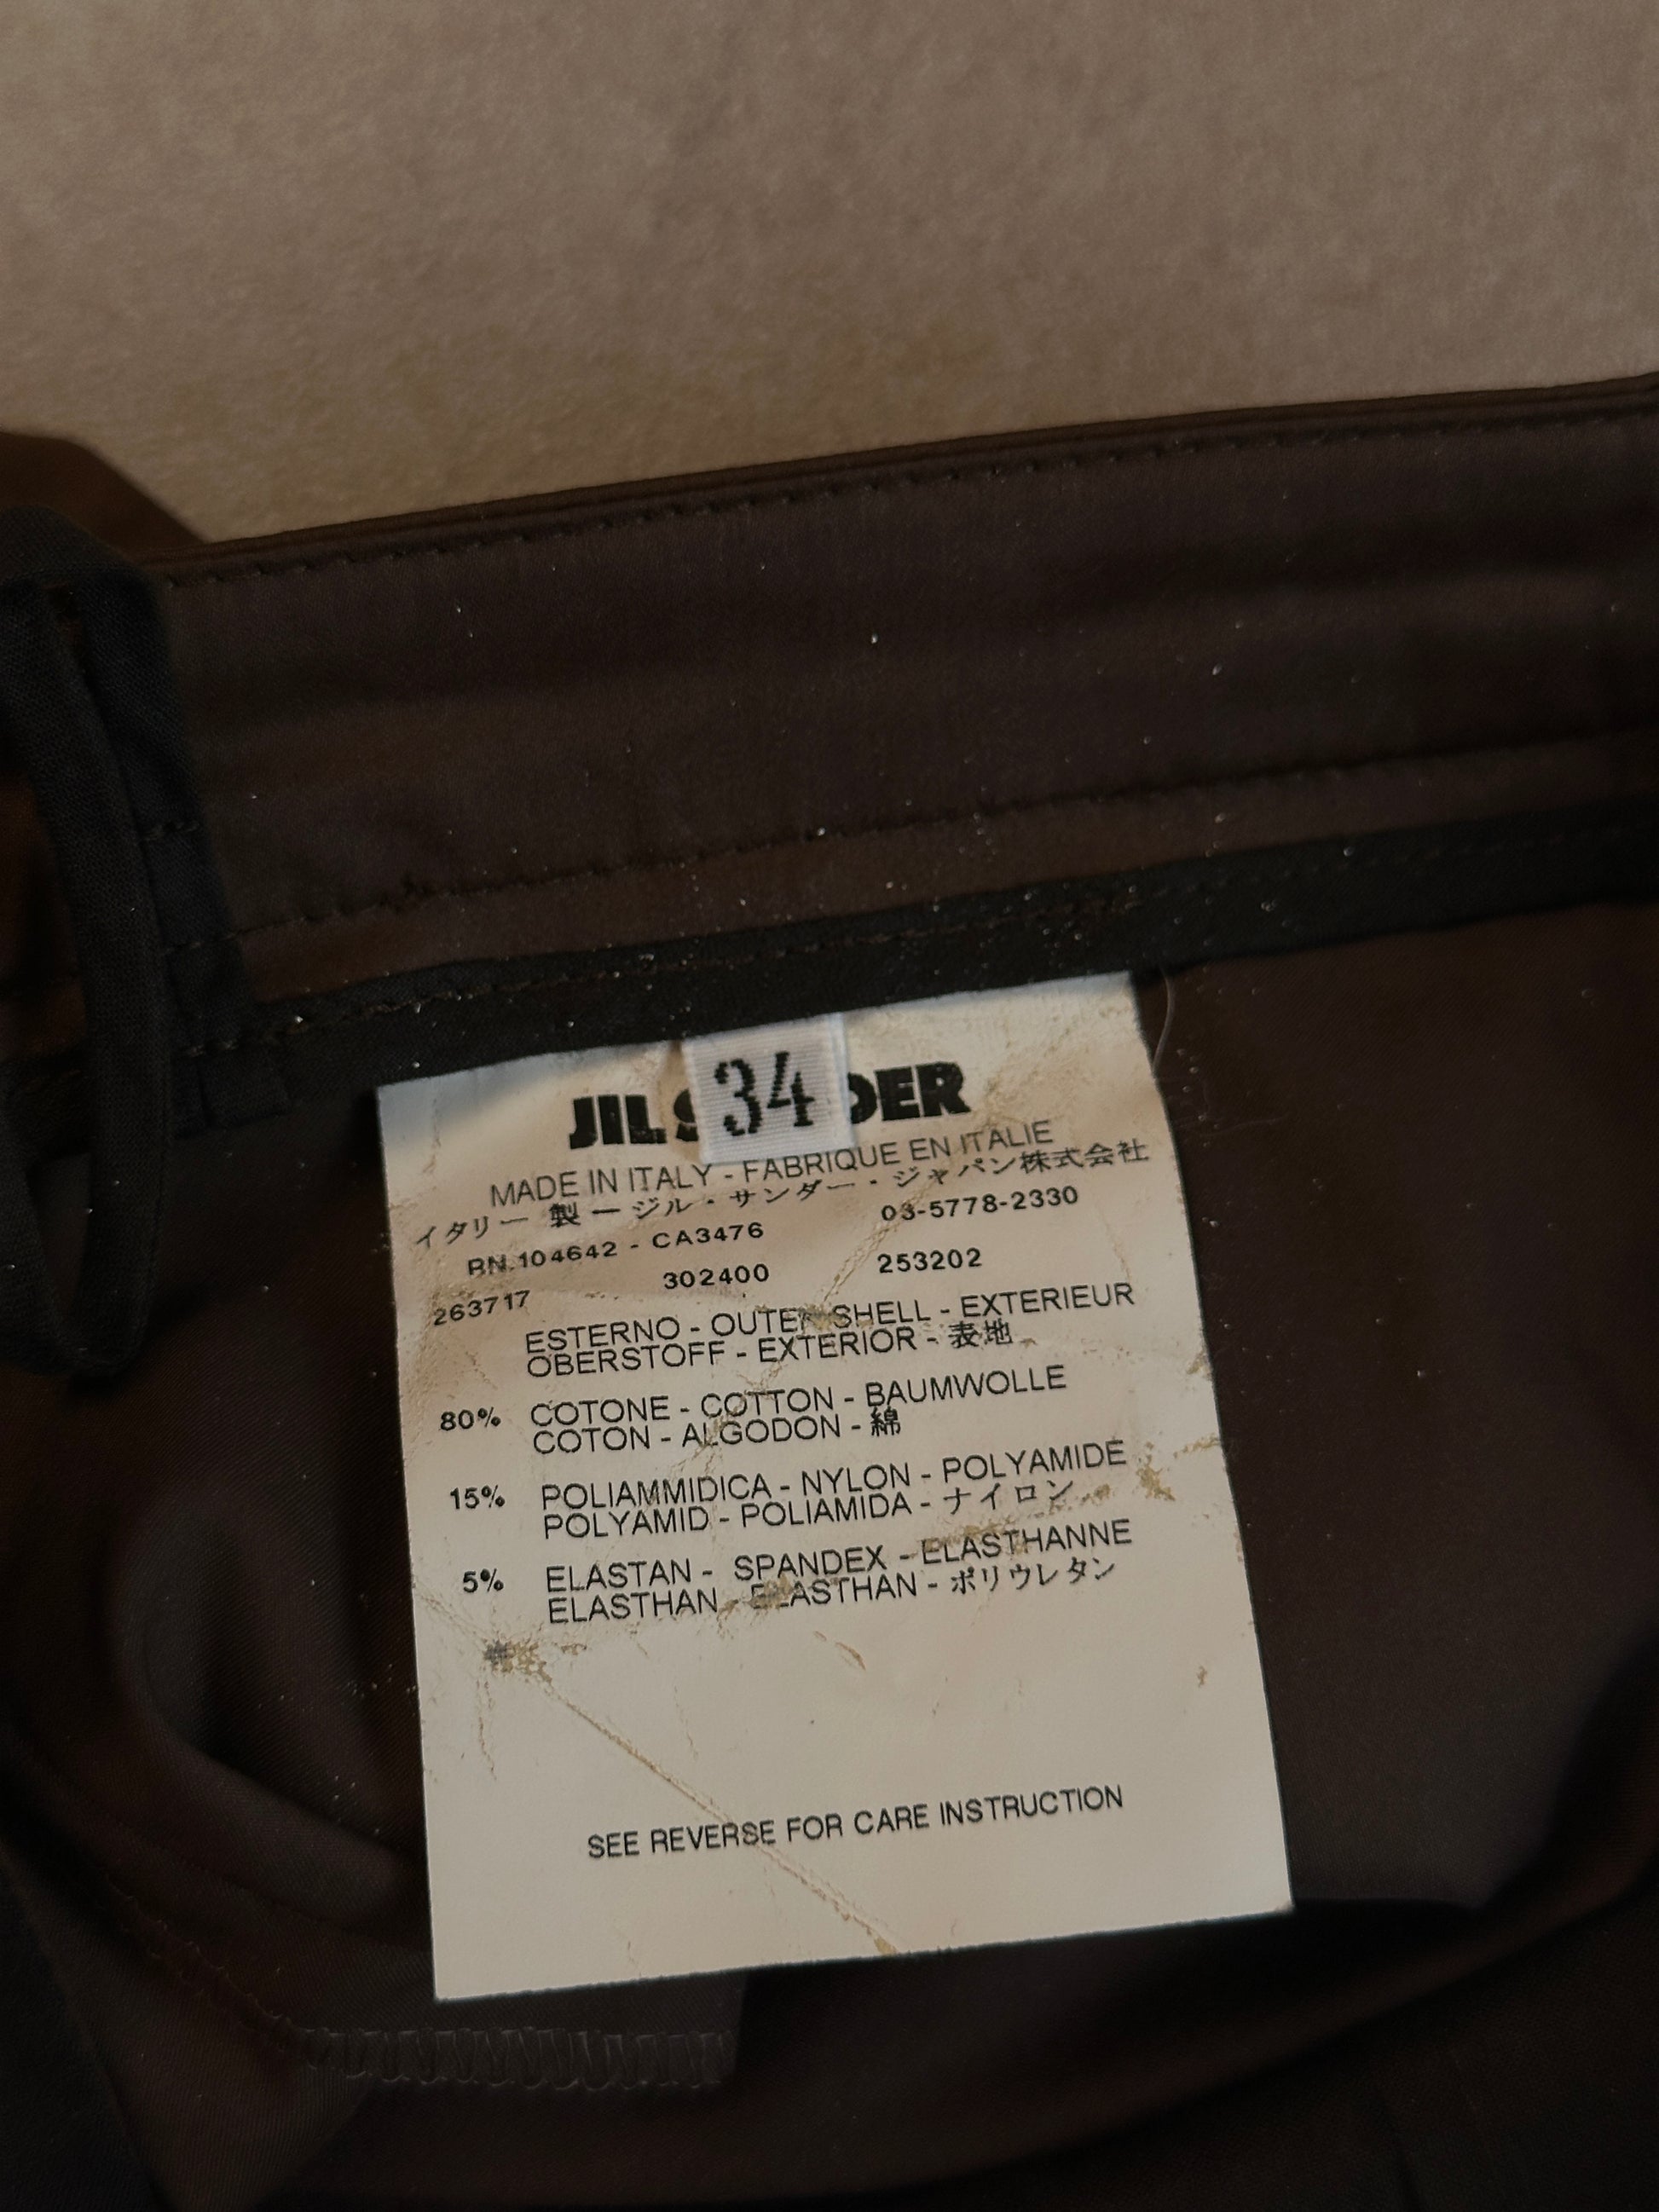 34
JIL SANDER
MADE IN ITALY - FABRIQUE EN ITALIE
イタリー 製 ー ジル・サンダー・ジャパン株式会社
RN.104642 - CA3476 03-5778-2330
263717 302400 253202
ESTERNO - OUTER SHELL - EXTERIEUR
OBERSTOFF - EXTERIOR - 表地
80% COTONE - COTTON - BAUMWOLLE
COTON - ALGODON - 綿
15% POLIAMMIDICA - NYLON - POLYAMIDE
POLYAMID - POLIAMIDA - ナイロン
5% ELASTAN - SPANDEX - ELASTHANNE
ELASTHAN - ELASTHAN - ポリウレタン
SEE REVERSE FOR CARE INSTRUCTION